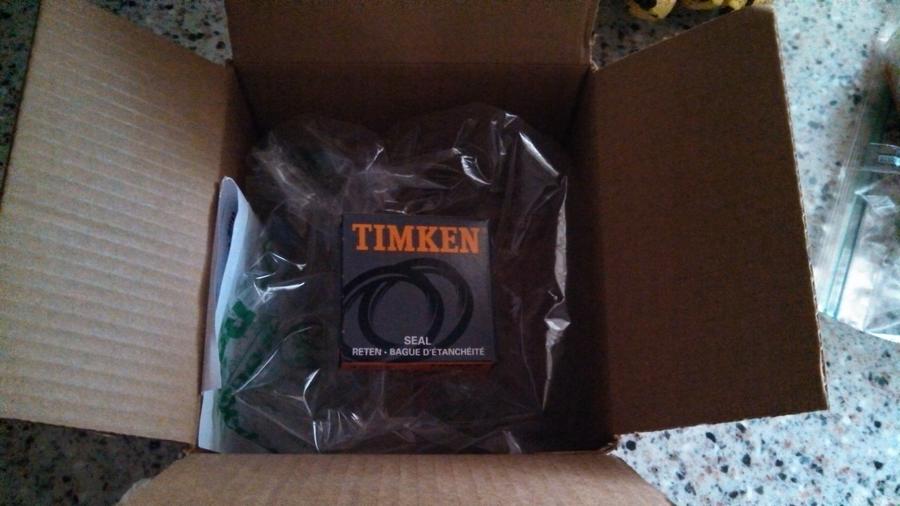 TIMKEN
SEAL
RETEN • BAGUE D'ÉTANCHÉITÉ